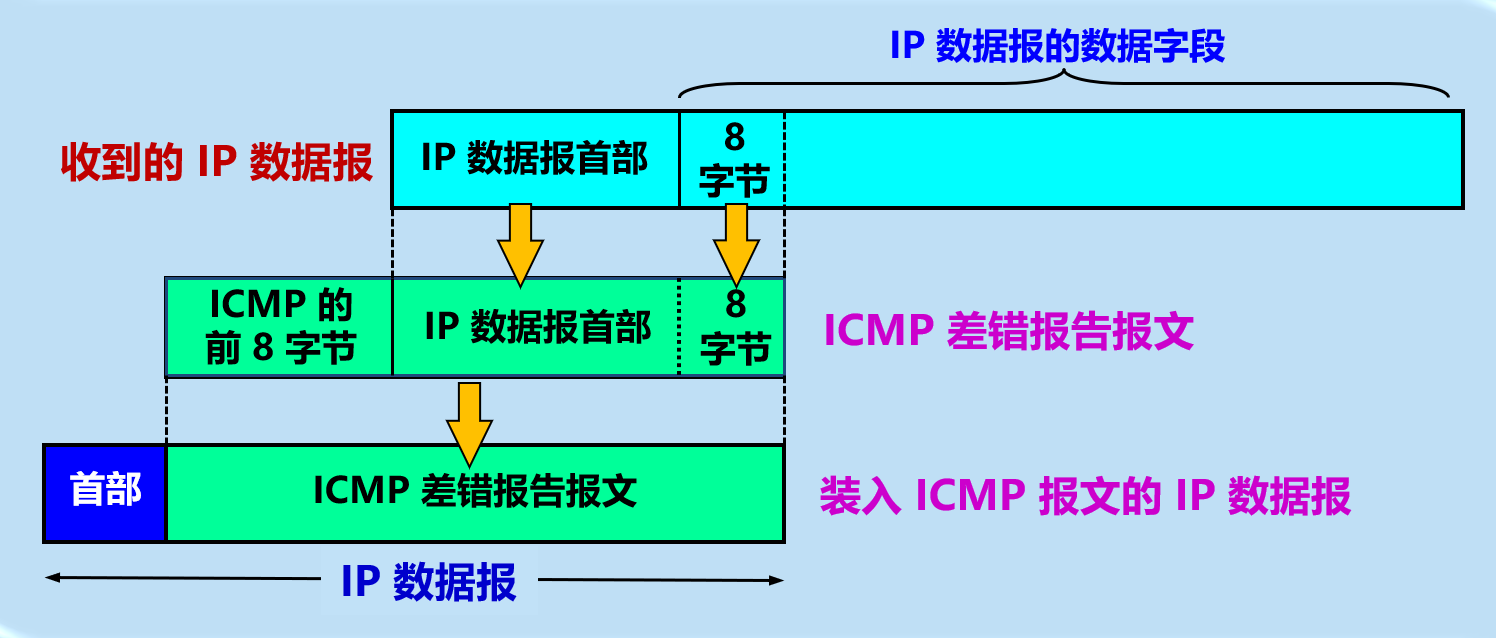 IP 数据报的数据字段
收到的 IP 数据报
IP 数据报首部
8
字节
ICMP 的
前 8 字节
IP 数据报首部
8
字节
ICMP 差错报告报文
首部
ICMP 差错报告报文
装入 ICMP 报文的 IP 数据报
IP 数据报